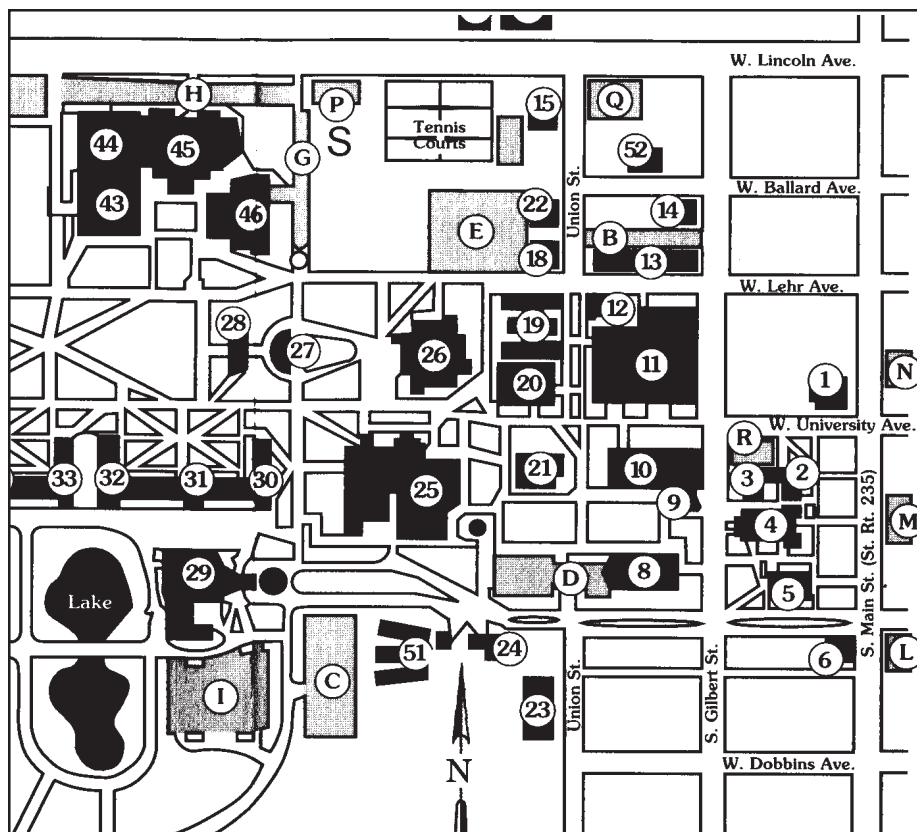 W. Lincoln Ave.
H
P
Q
15
44
45
S
Tennis
Courts
Union St.
52
G
W. Ballard Ave.
43
46
22
14
E
B
18
13
W. Lehr Ave.
28
27
19
12
26
11
20
1
N
W. University Ave.
R
33
32
31
30
25
21
10
3
2
9
4
M
S. Main St. (St. Rt. 235)
29
D
8
5
Lake
51
24
6
L
I
C
23
Union St.
S. Gilbert St.
N
W. Dobbins Ave.